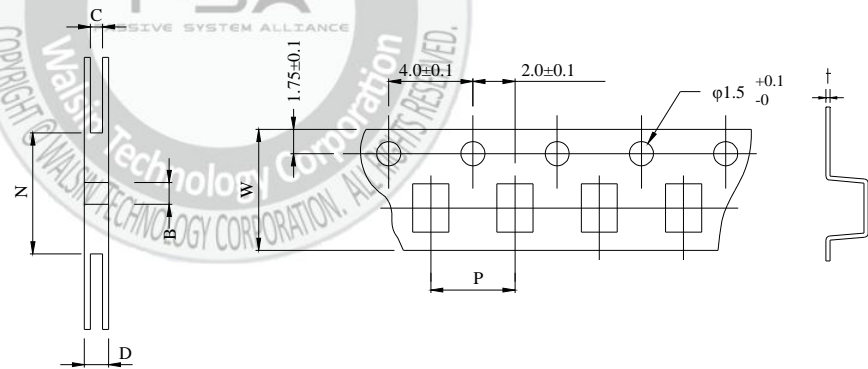 SSIVE SYSTEM ALLIANCE
COPYRIGHT © WALSIN TECHNOLOGY CORPORATION. ALL RIGHTS RESERVED.
Walsin Technology Corporation
C
N
B
D
1.75±0.1
4.0±0.1
2.0±0.1
φ1.5 +0.1
-0
W
P
t